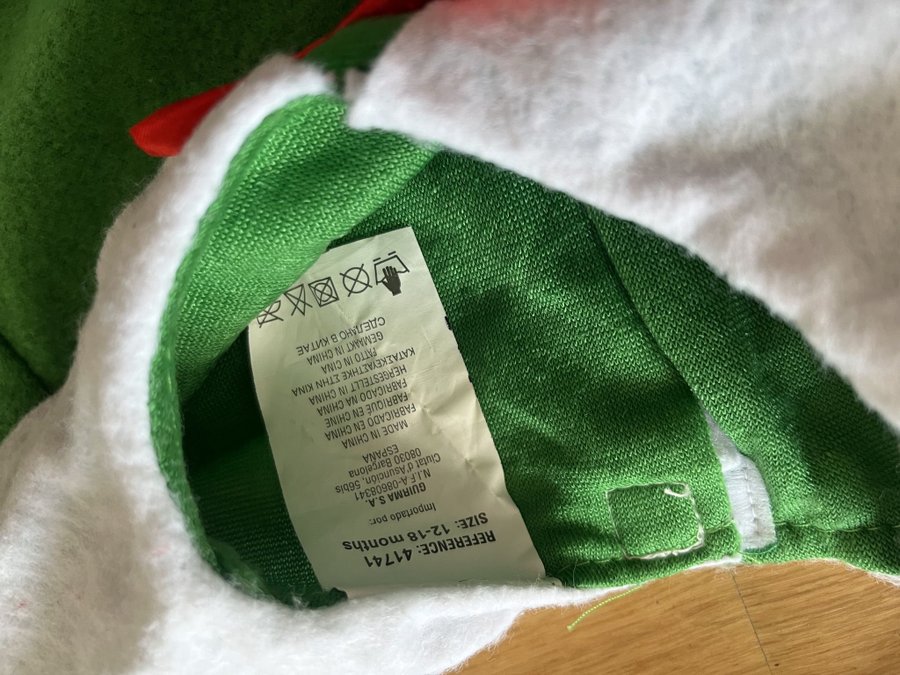 REFERENCE: 41741
SIZE: 12-18 months
Importado por:
GUIRMA S.A.
N.I.F A-08608341
Ciutat d'Asunción, 56bis
08030 Barcelona
ESPAÑA
MADE IN CHINA
FABRICADO EN CHINA
FABRIQUÉ EN CHINE
FABRICADO NA CHINA
HERGESTELLT IN CHINA
ΚΑΤΑΣΚΕΥΑΣΤΗΚΕ ΣΤΗΝ ΚΙΝΑ
FATTO IN CINA
GEMAAKT IN CHINA
СДЕЛАНО В КИТАЕ